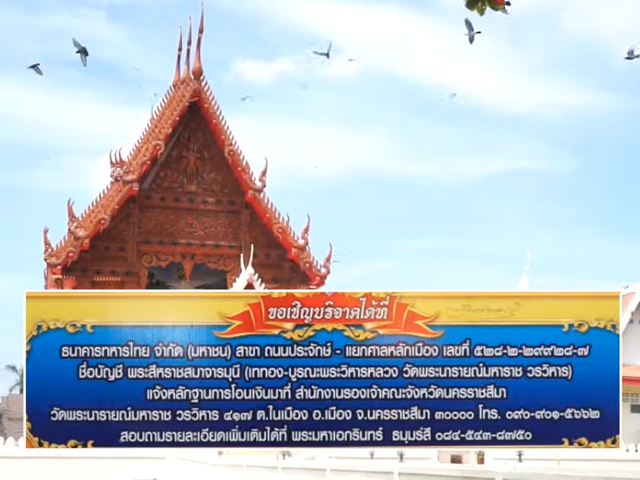 ขอเชิญบริจาคได้ที่
ธนาคารทหารไทย จำกัด (มหาชน) สาขา ถนนประจักษ์ - แยกศาลหลักเมือง เลขที่ ๕๒๘-๒-๒๙๙๒๘-๗
ชื่อบัญชี พระสีหราชสมาจารมุนี (เททอง-บูรณะพระวิหารหลวง วัดพระนารายณ์มหาราช วรวิหาร)
แจ้งหลักฐานการโอนเงินมาที่ สำนักงานรองเจ้าคณะจังหวัดนครราชสีมา
วัดพระนารายณ์มหาราช วรวิหาร ๔๑๗ ต.ในเมือง อ.เมือง จ.นครราชสีมา ๓๐๐๐๐ โทร. ๐๙๐-๙๐๑-๕๖๖๒
สอบถามรายละเอียดเพิ่มเติมได้ที่ พระมหาเอกรินทร์ ธมฺมรํสี ๐๘๔-๕๔๓-๘๗๕๐